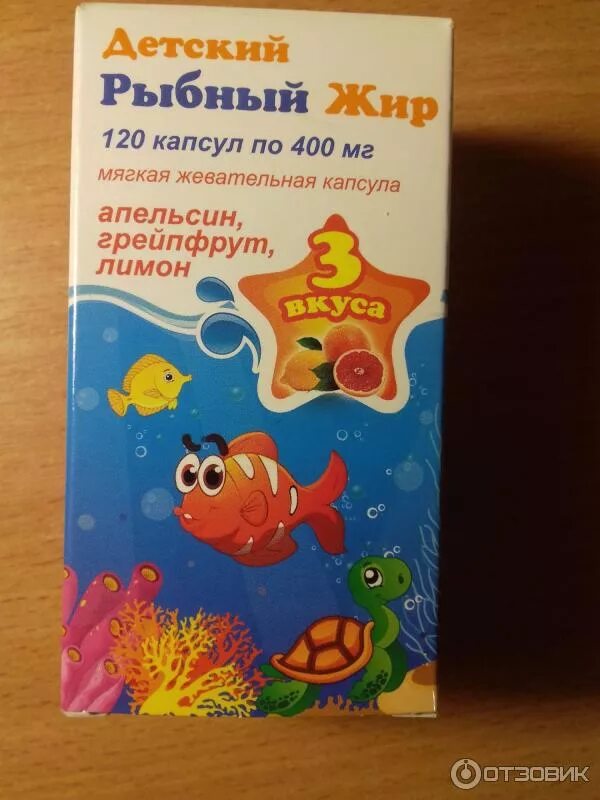 Детский
Рыбный Жир
120 капсул по 400 мг
мягкая жевательная капсула
апельсин,
грейпфрут,
лимон
3
вкуса
ОТЗОВИК